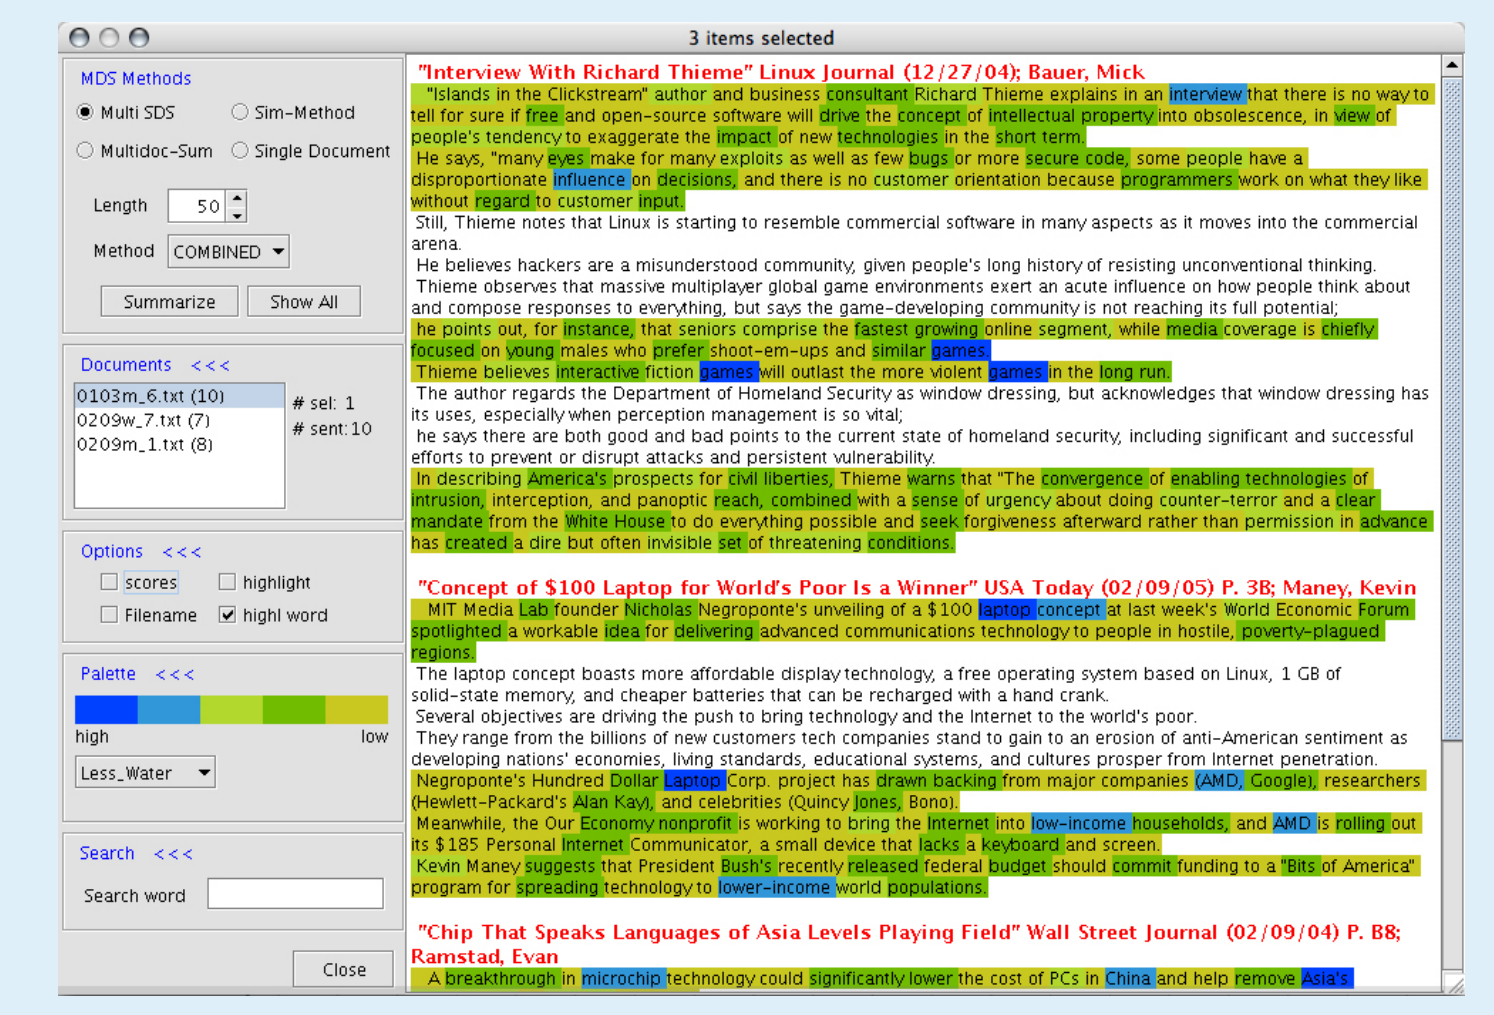 3 items selected
MDS Methods
Multi SDS
Sim-Method
Multidoc-Sum
Single Document
Length 50
Method COMBINED
Summarize
Show All
Documents <<<
0103m_6.txt (10)
0209w_7.txt (7)
0209m_1.txt (8)
# sel: 1
# sent: 10
Options <<<
scores
highlight
Filename
highl word
Palette <<<
high
low
Less_Water
Search <<<
Search word
Close
"Interview With Richard Thieme" Linux Journal (12/27/04); Bauer, Mick
"Islands in the Clickstream" author and business consultant Richard Thieme explains in an interview that there is no way to
tell for sure if free and open-source software will drive the concept of intellectual property into obsolescence, in view of
people's tendency to exaggerate the impact of new technologies in the short term.
He says, "many eyes make for many exploits as well as few bugs or more secure code, some people have a
disproportionate influence on decisions, and there is no customer orientation because programmers work on what they like
without regard to customer input.
Still, Thieme notes that Linux is starting to resemble commercial software in many aspects as it moves into the commercial
arena.
He believes hackers are a misunderstood community, given people's long history of resisting unconventional thinking.
Thieme observes that massive multiplayer global game environments exert an acute influence on how people think about
and compose responses to everything, but says the game-developing community is not reaching its full potential;
he points out, for instance, that seniors comprise the fastest growing online segment, while media coverage is chiefly
focused on young males who prefer shoot-em-ups and similar games.
Thieme believes interactive fiction games will outlast the more violent games in the long run.
The author regards the Department of Homeland Security as window dressing, but acknowledges that window dressing has
its uses, especially when perception management is so vital;
he says there are both good and bad points to the current state of homeland security, including significant and successful
efforts to prevent or disrupt attacks and persistent vulnerability.
In describing America's prospects for civil liberties, Thieme warns that "The convergence of enabling technologies of
intrusion, interception, and panoptic reach, combined with a sense of urgency about doing counter-terror and a clear
mandate from the White House to do everything possible and seek forgiveness afterward rather than permission in advance
has created a dire but often invisible set of threatening conditions.
"Concept of $100 Laptop for World's Poor Is a Winner" USA Today (02/09/05) P. 3B; Maney, Kevin
MIT Media Lab founder Nicholas Negroponte's unveiling of a $100 laptop concept at last week's World Economic Forum
spotlighted a workable idea for delivering advanced communications technology to people in hostile, poverty-plagued
regions.
The laptop concept boasts more affordable display technology, a free operating system based on Linux, 1 GB of
solid-state memory, and cheaper batteries that can be recharged with a hand crank.
Several objectives are driving the push to bring technology and the Internet to the world's poor.
They range from the billions of new customers tech companies stand to gain to an erosion of anti-American sentiment as
developing nations' economies, living standards, educational systems, and cultures prosper from Internet penetration.
Negroponte's Hundred Dollar Laptop Corp. project has drawn backing from major companies (AMD, Google), researchers
(Hewlett-Packard's Alan Kay), and celebrities (Quincy Jones, Bono).
Meanwhile, the Our Economy nonprofit is working to bring the Internet into low-income households, and AMD is rolling out
its $185 Personal Internet Communicator, a small device that lacks a keyboard and screen.
Kevin Maney suggests that President Bush's recently released federal budget should commit funding to a "Bits of America"
program for spreading technology to lower-income world populations.
"Chip That Speaks Languages of Asia Levels Playing Field" Wall Street Journal (02/09/04) P. B8;
Ramstad, Evan
A breakthrough in microchip technology could significantly lower the cost of PCs in China and help remove Asia's